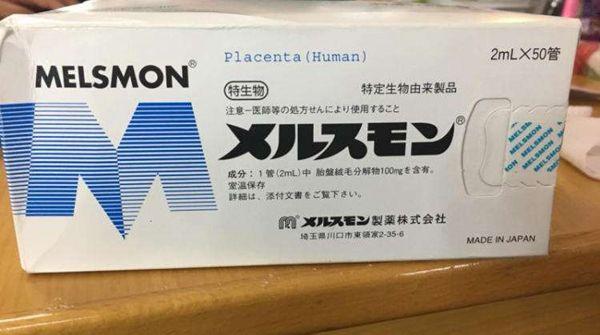 MELSMON®
Placenta (Human)
2mL×50管
特生物
特定生物由来製品
注意−医師等の処方せんにより使用すること
メルスモン®
成分：1管(2mL)中 胎盤絨毛分解物100mgを含有。
室温保存
詳細は、添付文書をご覧下さい。
メルスモン製薬株式会社
埼玉県川口市東領家2-35-6
MADE IN JAPAN
MELSMON
MELSMON
MELSMON